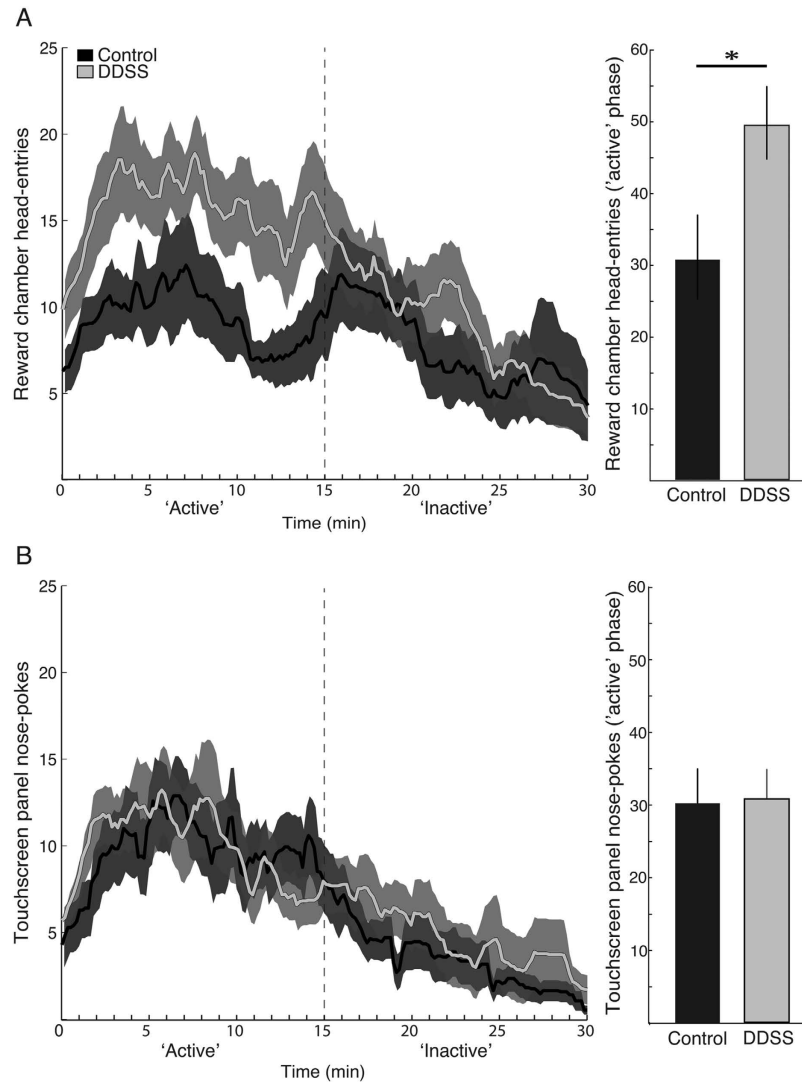 A
Control
DDSS
Reward chamber head-entries
25
20
15
10
5
0 5 10 15 20 25 30
'Active' 'Inactive'
Time (min)
Reward chamber head-entries ('active' phase)
60
50
40
30
20
10
*
Control DDSS
B
Touchscreen panel nose-pokes
25
20
15
10
5
0 5 10 15 20 25 30
'Active' 'Inactive'
Time (min)
Touchscreen panel nose-pokes ('active' phase)
60
50
40
30
20
10
Control DDSS